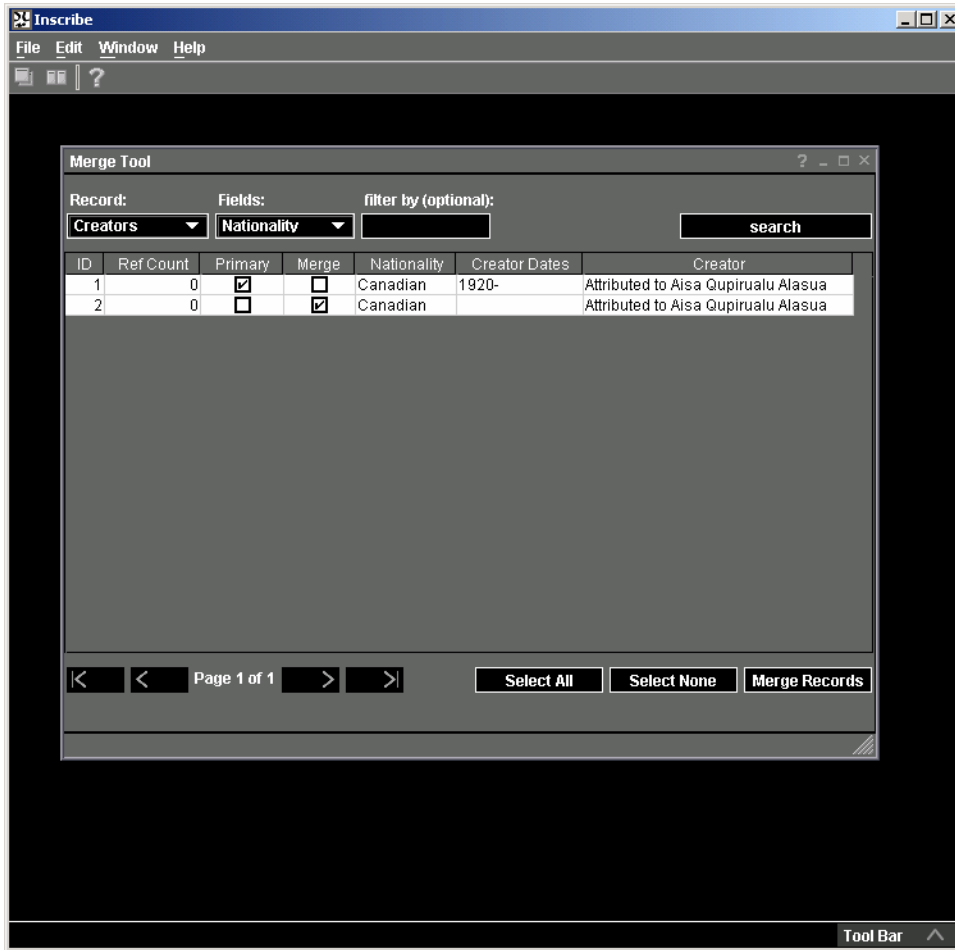 Inscribe
File Edit Window Help
?
Merge Tool ?
Record: Fields: filter by (optional):
Creators Nationality search
ID Ref Count Primary Merge Nationality Creator Dates Creator
1 0 Canadian 1920- Attributed to Aisa Qupirualu Alasua
2 0 Canadian Attributed to Aisa Qupirualu Alasua
Page 1 of 1 Select All Select None Merge Records
Tool Bar